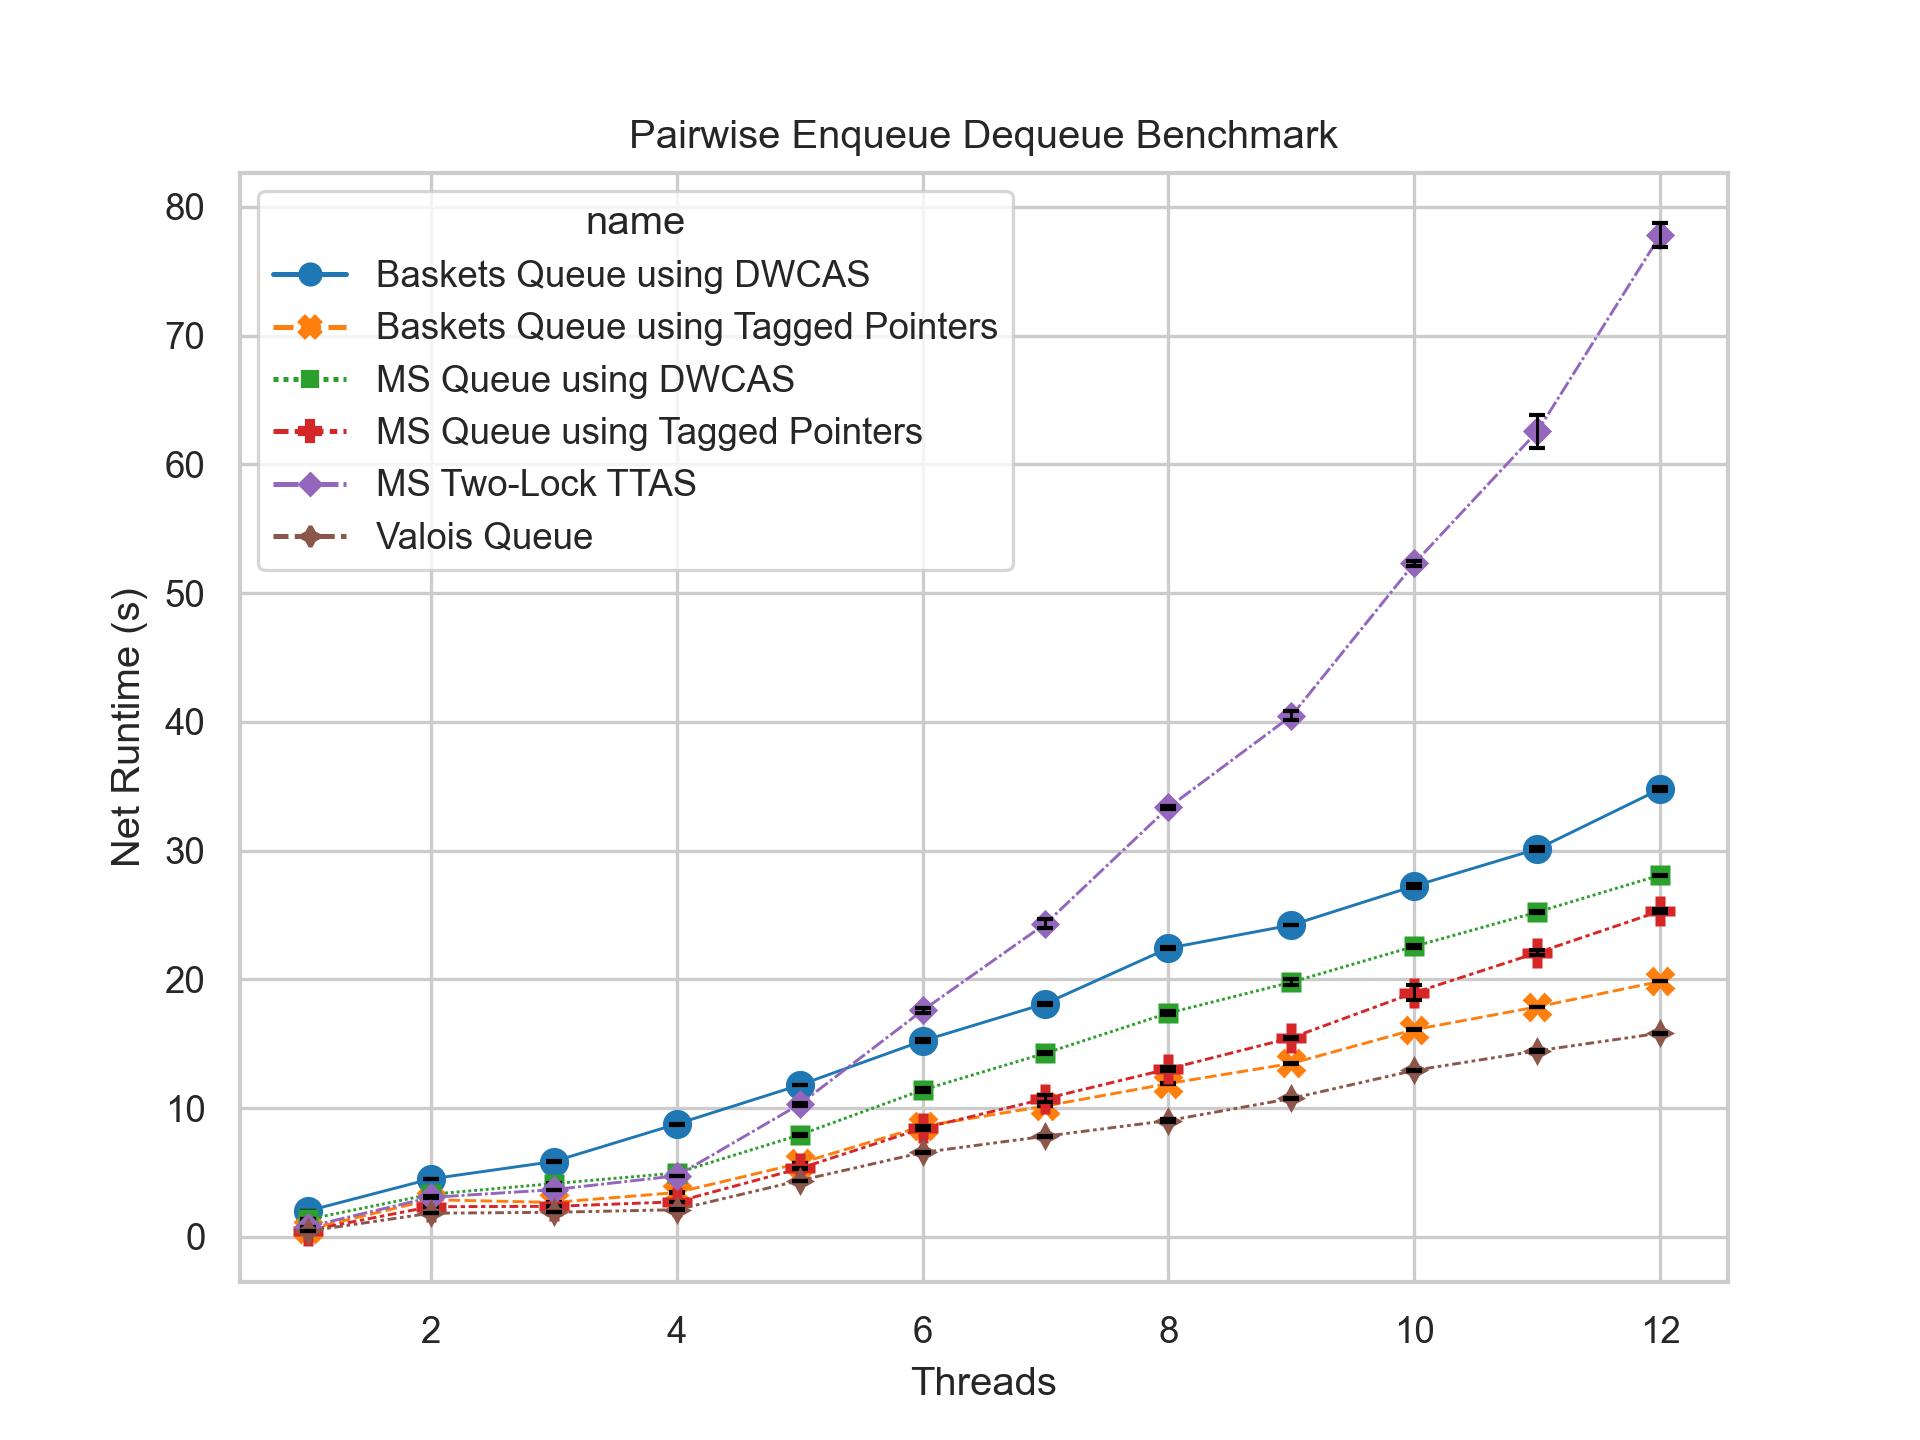 Pairwise Enqueue Dequeue Benchmark
name
Baskets Queue using DWCAS
Baskets Queue using Tagged Pointers
MS Queue using DWCAS
MS Queue using Tagged Pointers
MS Two-Lock TTAS
Valois Queue
Net Runtime (s)
80
70
60
50
40
30
20
10
0
2 4 6 8 10 12
Threads